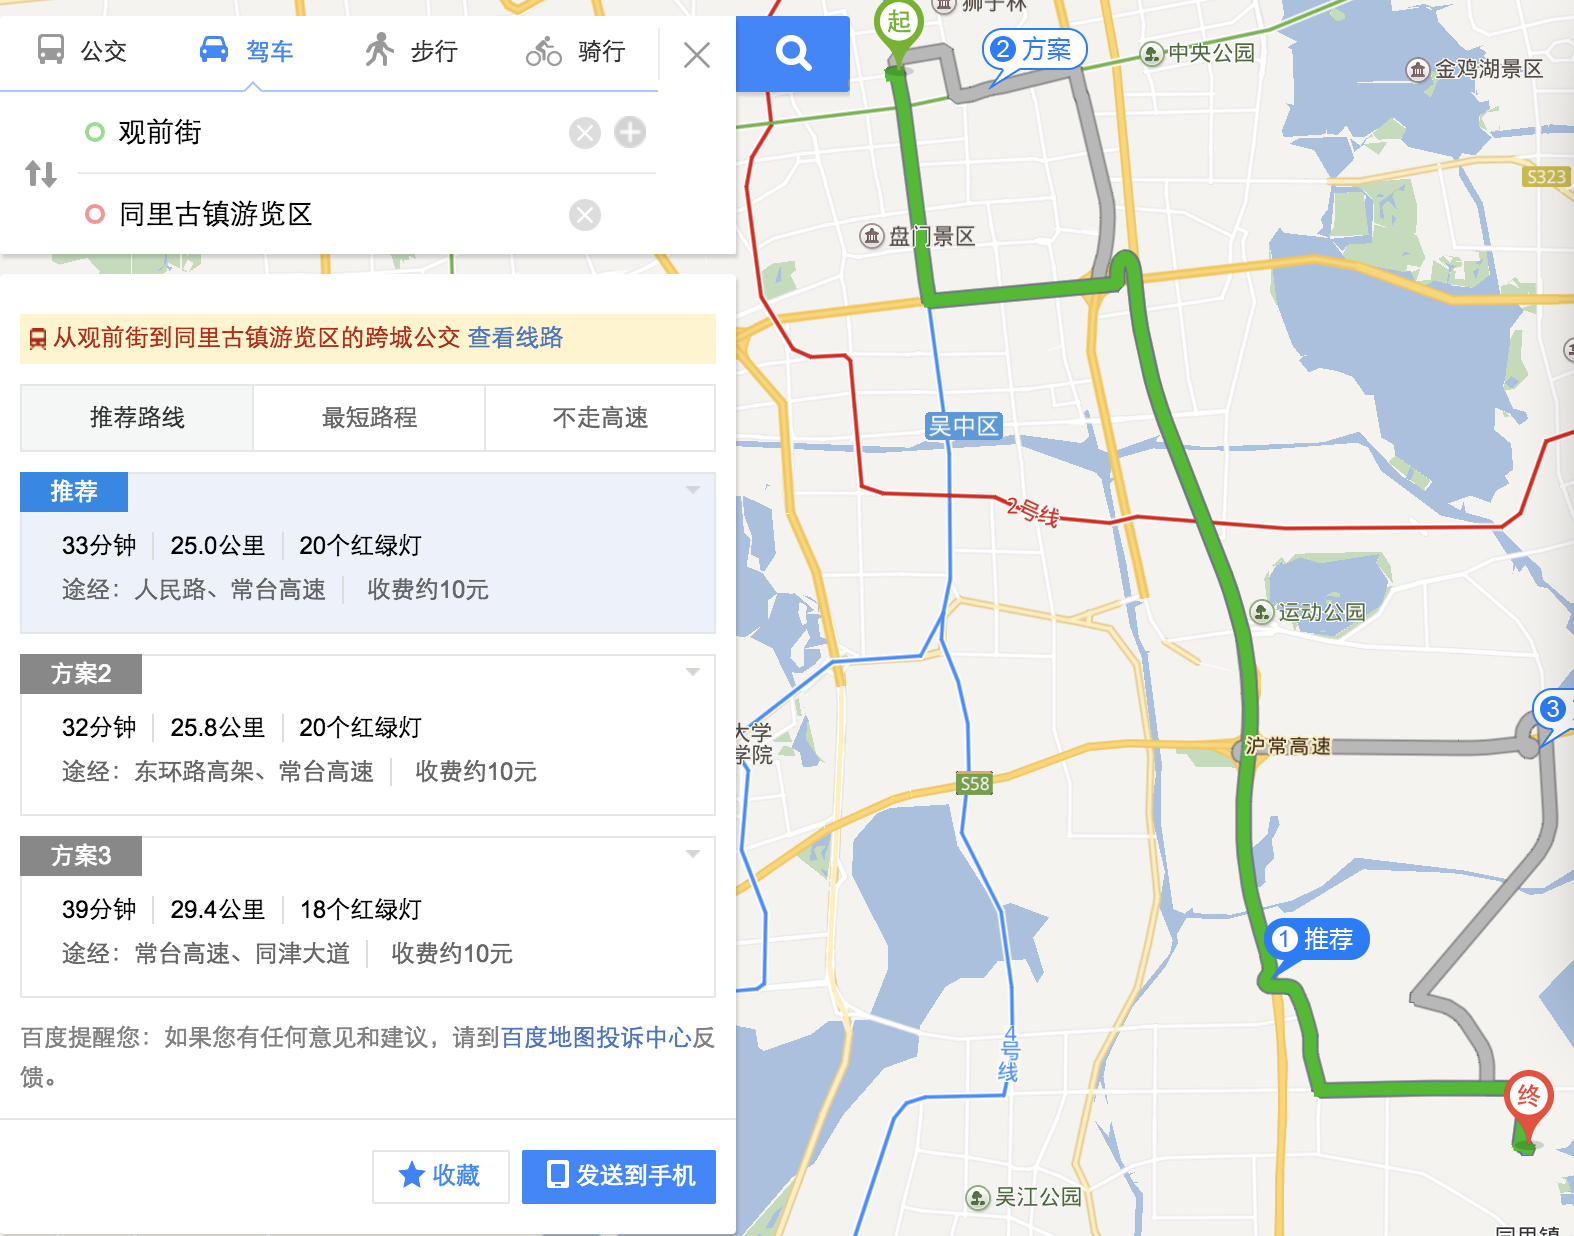 公交 驾车 步行 骑行
观前街
同里古镇游览区
从观前街到同里古镇游览区的跨城公交 查看线路
推荐路线 最短路程 不走高速
推荐
33分钟 25.0公里 20个红绿灯
途经：人民路、常台高速 收费约10元
方案2
32分钟 25.8公里 20个红绿灯
途经：东环路高架、常台高速 收费约10元
方案3
39分钟 29.4公里 18个红绿灯
途经：常台高速、同津大道 收费约10元
百度提醒您：如果您有任何意见和建议，请到百度地图投诉中心反
馈。
收藏 发送到手机
狮子林
起
2 方案
中央公园
金鸡湖景区
S323
盘门景区
吴中区
2号线
运动公园
3
大学
学院
沪常高速
S58
1 推荐
4号线
终
吴江公园
同里镇